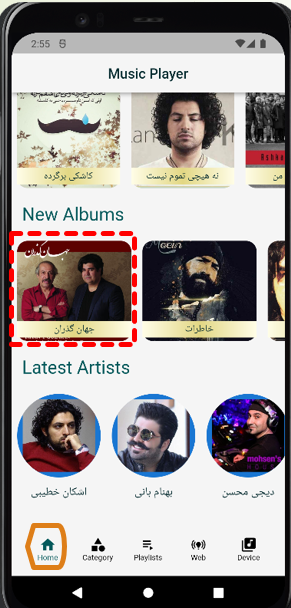 2:55
Music Player
کاشکی برگرده
نه هیچی تموم نیست
من
New Albums
جهان گذران
Moein
خاطرات
جهان گذران
Latest Artists
mohsen's
اشکان خطیبی
بهنام بانی
دیجی محسن
Home
Category
Playlists
Web
Device